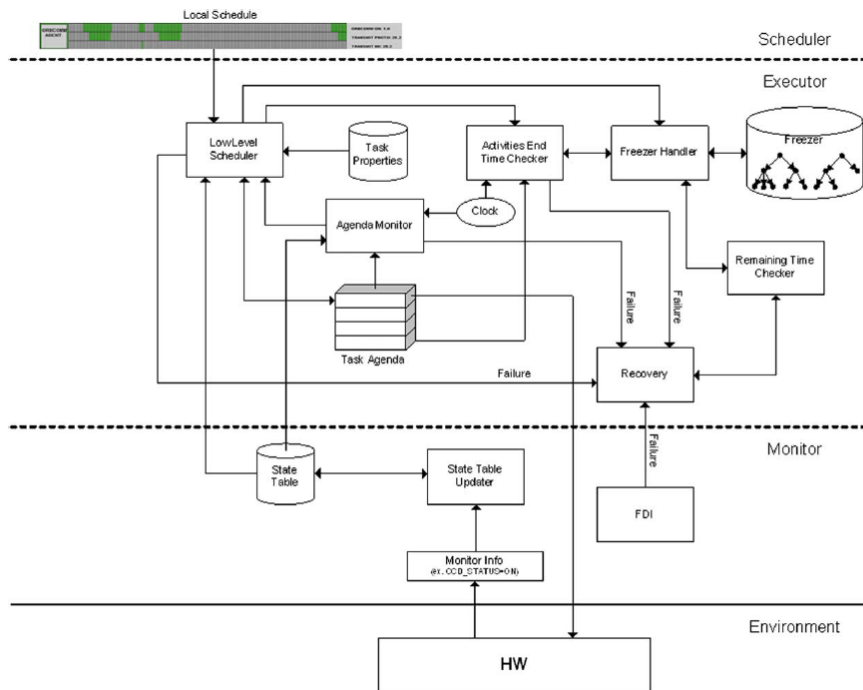 Local Schedule
AGENT
Scheduler
Executor
LowLevel
Scheduler
Task
Properties
Activities End
Time Checker
Freezer Handler
Freezer
Clock
Agenda Monitor
Remaining Time
Checker
Failure
Failure
Task Agenda
Failure
Recovery
Failure
Monitor
State
Table
State Table
Updater
FDI
Monitor Info
(ex. CCD_STATUS=ON)
Environment
HW